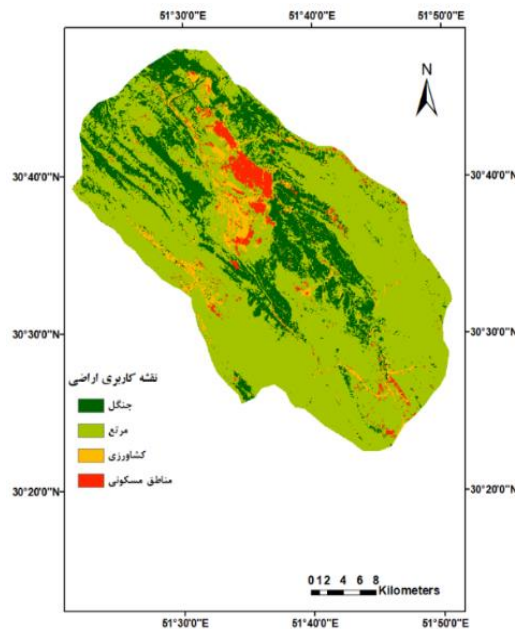 51°30'0"E 51°40'0"E 51°50'0"E
N
30°40'0"N 30°40'0"N
30°30'0"N 30°30'0"N
نقشه کاربری اراضی
جنگل
مرتع
کشاورزی
مناطق مسکونی
30°20'0"N 30°20'0"N
0 1 2 4 6 8
Kilometers
51°30'0"E 51°40'0"E 51°50'0"E